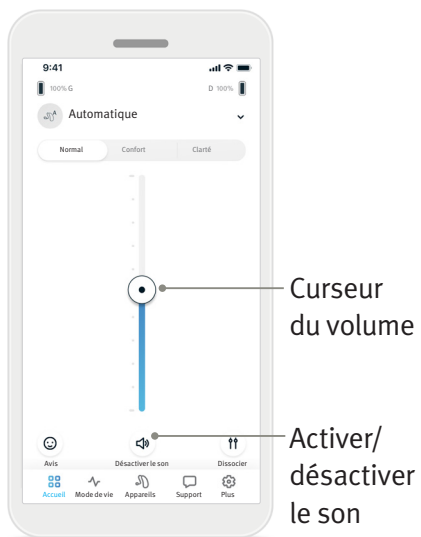 9:41
100% G
D 100%
Automatique
Normal Confort Clarté
Curseur
du volume
Avis Désactiver le son Dissocier
Activer/
désactiver
le son
Accueil Mode de vie Appareils Support Plus